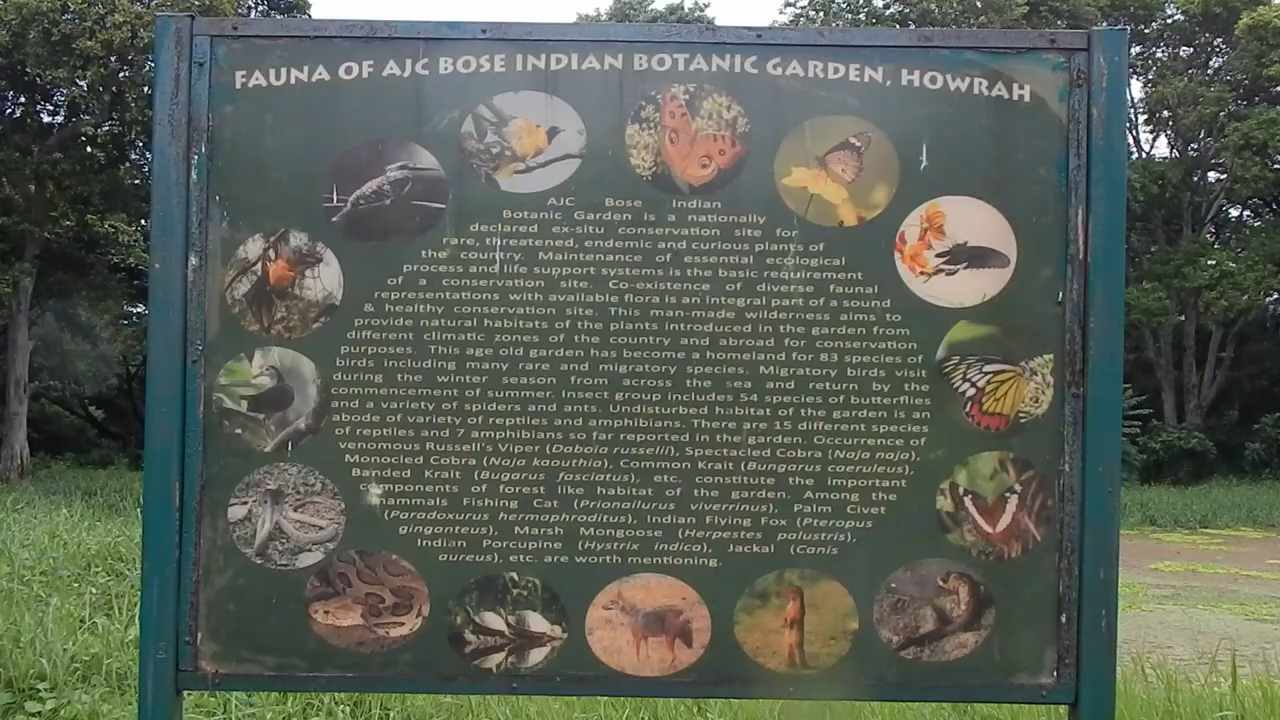 FAUNA OF AJC BOSE INDIAN BOTANIC GARDEN, HOWRAH
AJC Bose Indian
Botanic Garden is a nationally
declared ex-situ conservation site for
rare, threatened, endemic and curious plants of
the country. Maintenance of essential ecological
process and life support systems is the basic requirement
of a conservation site. Co-existence of diverse faunal
representations with available flora is an integral part of a sound
& healthy conservation site. This man-made wilderness aims to
provide natural habitats of the plants introduced in the garden from
different climatic zones of the country and abroad for conservation
purposes. This age old garden has become a homeland for 83 species of
birds including many rare and migratory species. Migratory birds visit
during the winter season from across the sea and return by the
commencement of summer. Insect group includes 54 species of butterflies
and a variety of spiders and ants. Undisturbed habitat of the garden is an
abode of variety of reptiles and amphibians. There are 15 different species
of reptiles and 7 amphibians so far reported in the garden. Occurrence of
venomous Russell's Viper (Daboia russelii), Spectacled Cobra (Naja naja),
Monocled Cobra (Naja kaouthia), Common Krait (Bungarus caeruleus),
Banded Krait (Bugarus fasciatus), etc. constitute the important
components of forest like habitat of the garden. Among the
mammals Fishing Cat (Prionailurus viverrinus), Palm Civet
(Paradoxurus hermaphroditus), Indian Flying Fox (Pteropus
ginganteus), Marsh Mongoose (Herpestes palustris),
Indian Porcupine (Hystrix indica), Jackal (Canis
aureus), etc. are worth mentioning.